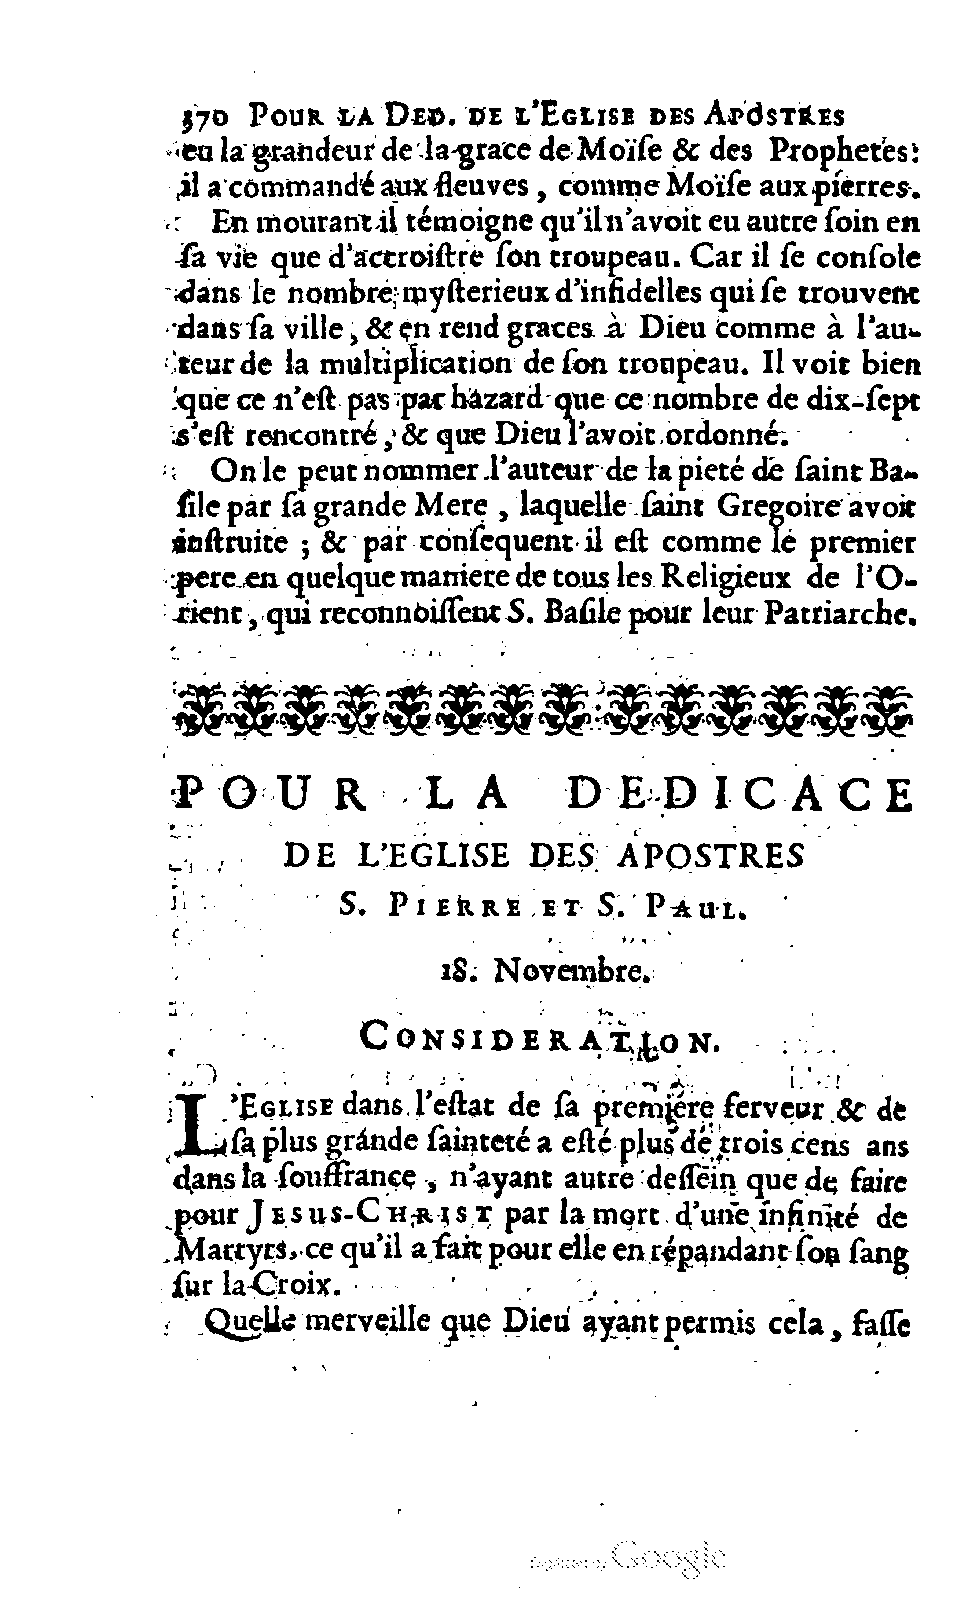 370 POUR LA DED. DE L'EGLISE DES APOSTRES
eu la grandeur de la grace de Moïſe & des Prophetes:
il a commandé aux fleuves, comme Moïſe aux pierres.
En mourant il témoigne qu'il n'avoit eu autre ſoin en
ſa vie que d'accroiſtre ſon troupeau. Car il ſe conſole
dans le nombre myſterieux d'infidelles qui ſe trouvent
dans ſa ville, & en rend graces à Dieu comme à l'au-
teur de la multiplication de ſon troupeau. Il voit bien
que ce n'eſt pas par hazard que ce nombre de dix-ſept
s'eſt rencontré, & que Dieu l'avoit ordonné.
On le peut nommer l'auteur de la pieté de ſaint Ba-
ſile par ſa grande Mere, laquelle ſaint Gregoire avoit
inſtruite; & par conſequent il eſt comme le premier
pere en quelque maniere de tous les Religieux de l'O-
rient, qui reconnoiſſent S. Baſile pour leur Patriarche.
POUR LA DEDICACE
DE L'EGLISE DES APOSTRES
S. PIERRE ET S. PAUL.
18. Novembre.
CONSIDERATION.
L'EGLISE dans l'eſtat de ſa premiére ferveur & de
ſa plus grande ſainteté a eſté plus de trois cens ans
dans la ſouffrance, n'ayant autre deſſein que de faire
pour JESUS-CHRIST par la mort d'une infinité de
Martyrs, ce qu'il a fait pour elle en répandant ſon ſang
ſur la Croix.
Quelle merveille que Dieu ayant permis cela, faſſe
Digitized by Google